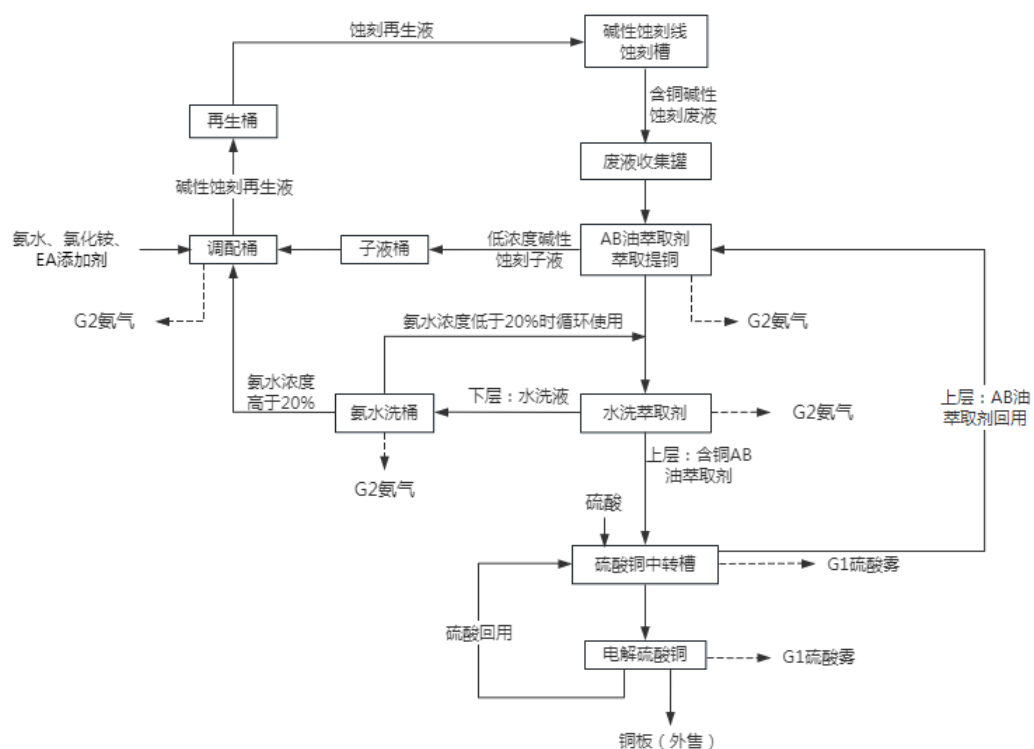 蚀刻再生液
碱性蚀刻线
蚀刻槽
含铜碱性
蚀刻废液
再生桶
废液收集罐
碱性蚀刻再生液
氨水、氯化铵、
EA添加剂
调配桶
子液桶
低浓度碱性
蚀刻子液
AB油萃取剂
萃取提铜
G2氨气
G2氨气
氨水浓度低于20%时循环使用
氨水浓度
高于20%
氨水洗桶
下层：水洗液
水洗萃取剂
G2氨气
上层：AB油
萃取剂回用
G2氨气
上层：含铜AB
油萃取剂
硫酸
硫酸铜中转槽
G1硫酸雾
硫酸回用
电解硫酸铜
G1硫酸雾
铜板（外售）